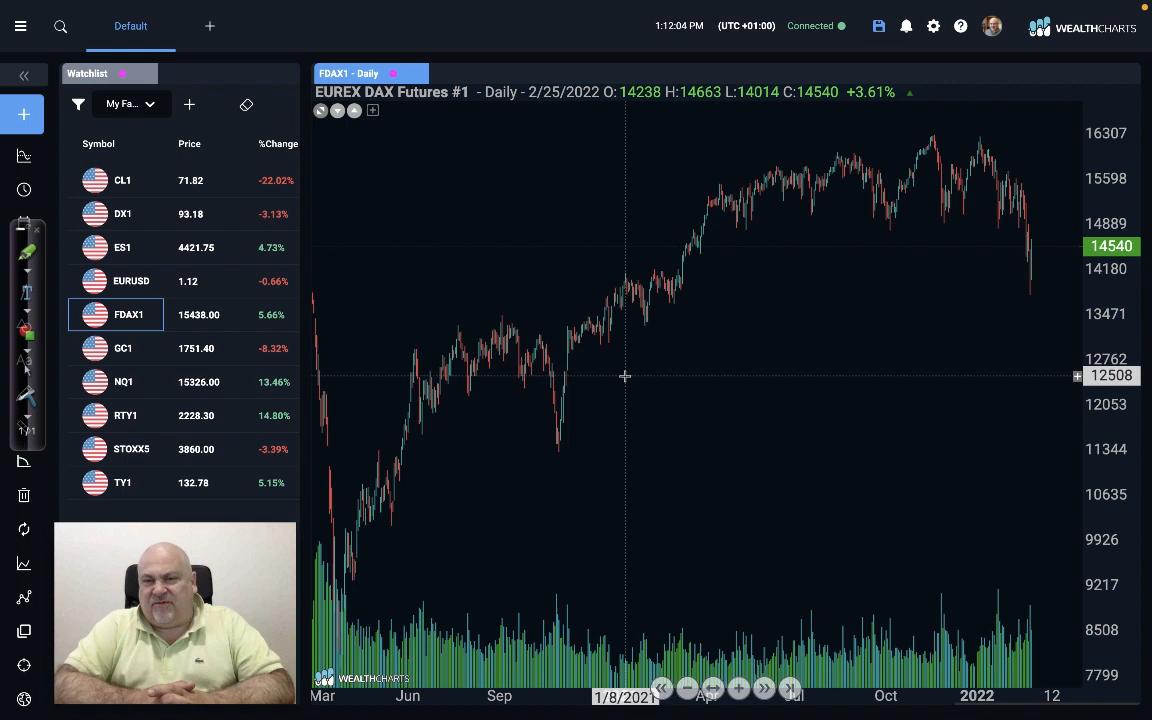 Default
1:12:04 PM (UTC +01:00) Connected
WEALTHCHARTS
Watchlist
FDAX1 - Daily
EUREX DAX Futures #1 - Daily - 2/25/2022 O:14238 H:14663 L:14014 C:14540 +3.61%
My Fa...
Symbol Price %Change
CL1 71.82 -22.02%
DX1 93.18 -3.13%
ES1 4421.75 4.73%
EURUSD 1.12 -0.66%
FDAX1 15438.00 5.66%
GC1 1751.40 -8.32%
NQ1 15326.00 13.46%
RTY1 2228.30 14.80%
STOXX5 3860.00 -3.39%
TY1 132.78 5.15%
16307
15598
14889
14540
14180
13471
12762
12508
12053
11344
10635
9926
9217
8508
7799
WEALTHCHARTS
Mar Jun Sep 1/8/2021 Apr Jul Oct 2022 12
T
Aa